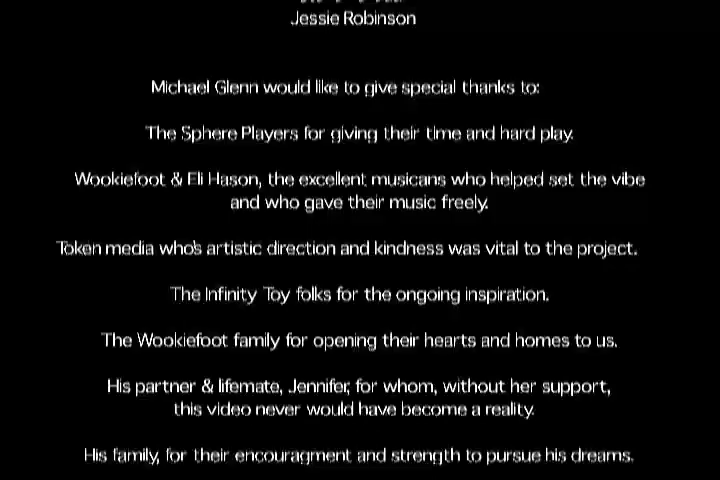 Jessie Robinson
Michael Glenn would like to give special thanks to:
The Sphere Players for giving their time and hard play.
Wookiefoot & Eli Hason, the excellent musicans who helped set the vibe
and who gave their music freely.
Token media who's artistic direction and kindness was vital to the project.
The Infinity Toy folks for the ongoing inspiration.
The Wookiefoot family for opening their hearts and homes to us.
His partner & lifemate, Jennifer, for whom, without her support,
this video never would have become a reality.
His family, for their encouragment and strength to pursue his dreams.